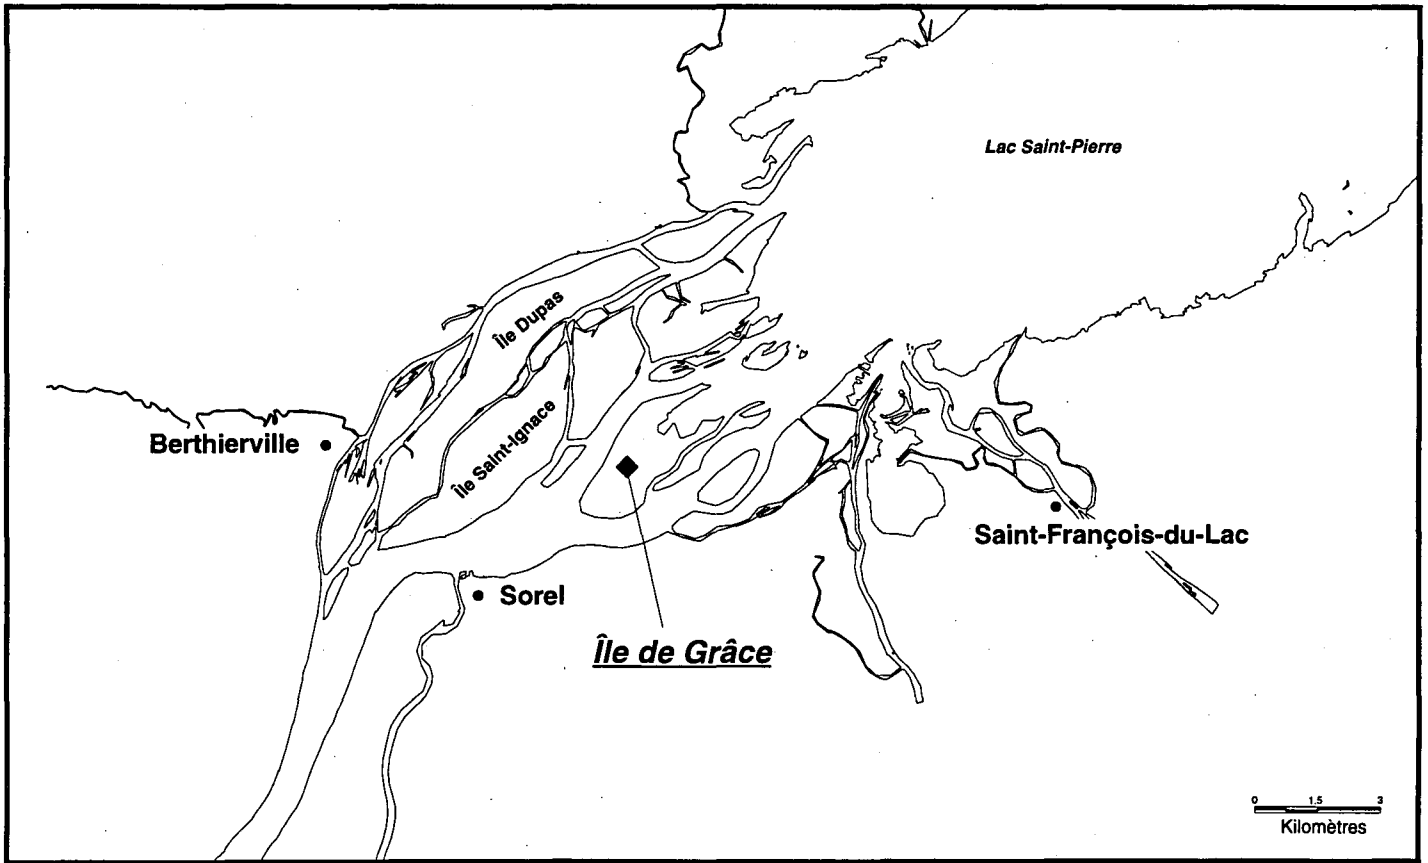 Lac Saint-Pierre
Île Dupas
Île Saint-Ignace
Berthierville
Saint-François-du-Lac
Sorel
Île de Grâce
0 1.5 3
Kilomètres